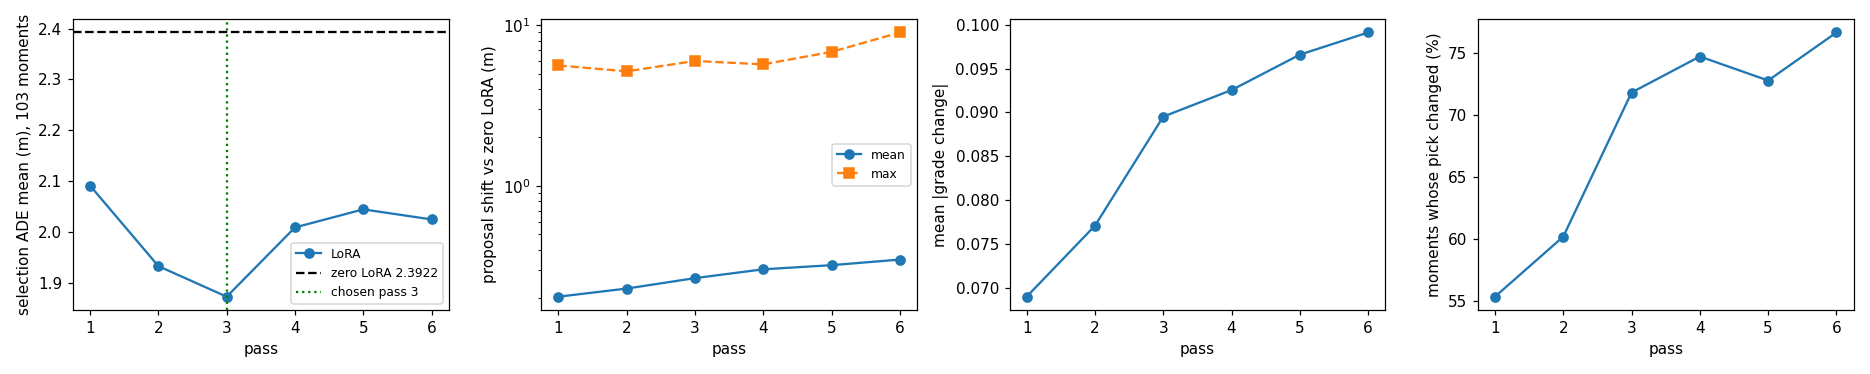 selection ADE mean (m), 103 moments
2.4
2.3
2.2
2.1
2.0
1.9
LoRA
zero LoRA 2.3922
chosen pass 3
1 2 3 4 5 6
pass
proposal shift vs zero LoRA (m)
10¹
10⁰
mean
max
1 2 3 4 5 6
pass
mean |grade change|
0.100
0.095
0.090
0.085
0.080
0.075
0.070
1 2 3 4 5 6
pass
moments whose pick changed (%)
75
70
65
60
55
1 2 3 4 5 6
pass